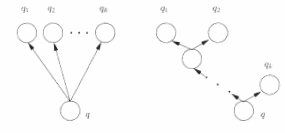 q₁ q₂ qₖ q₁ q₂
qₖ
q q